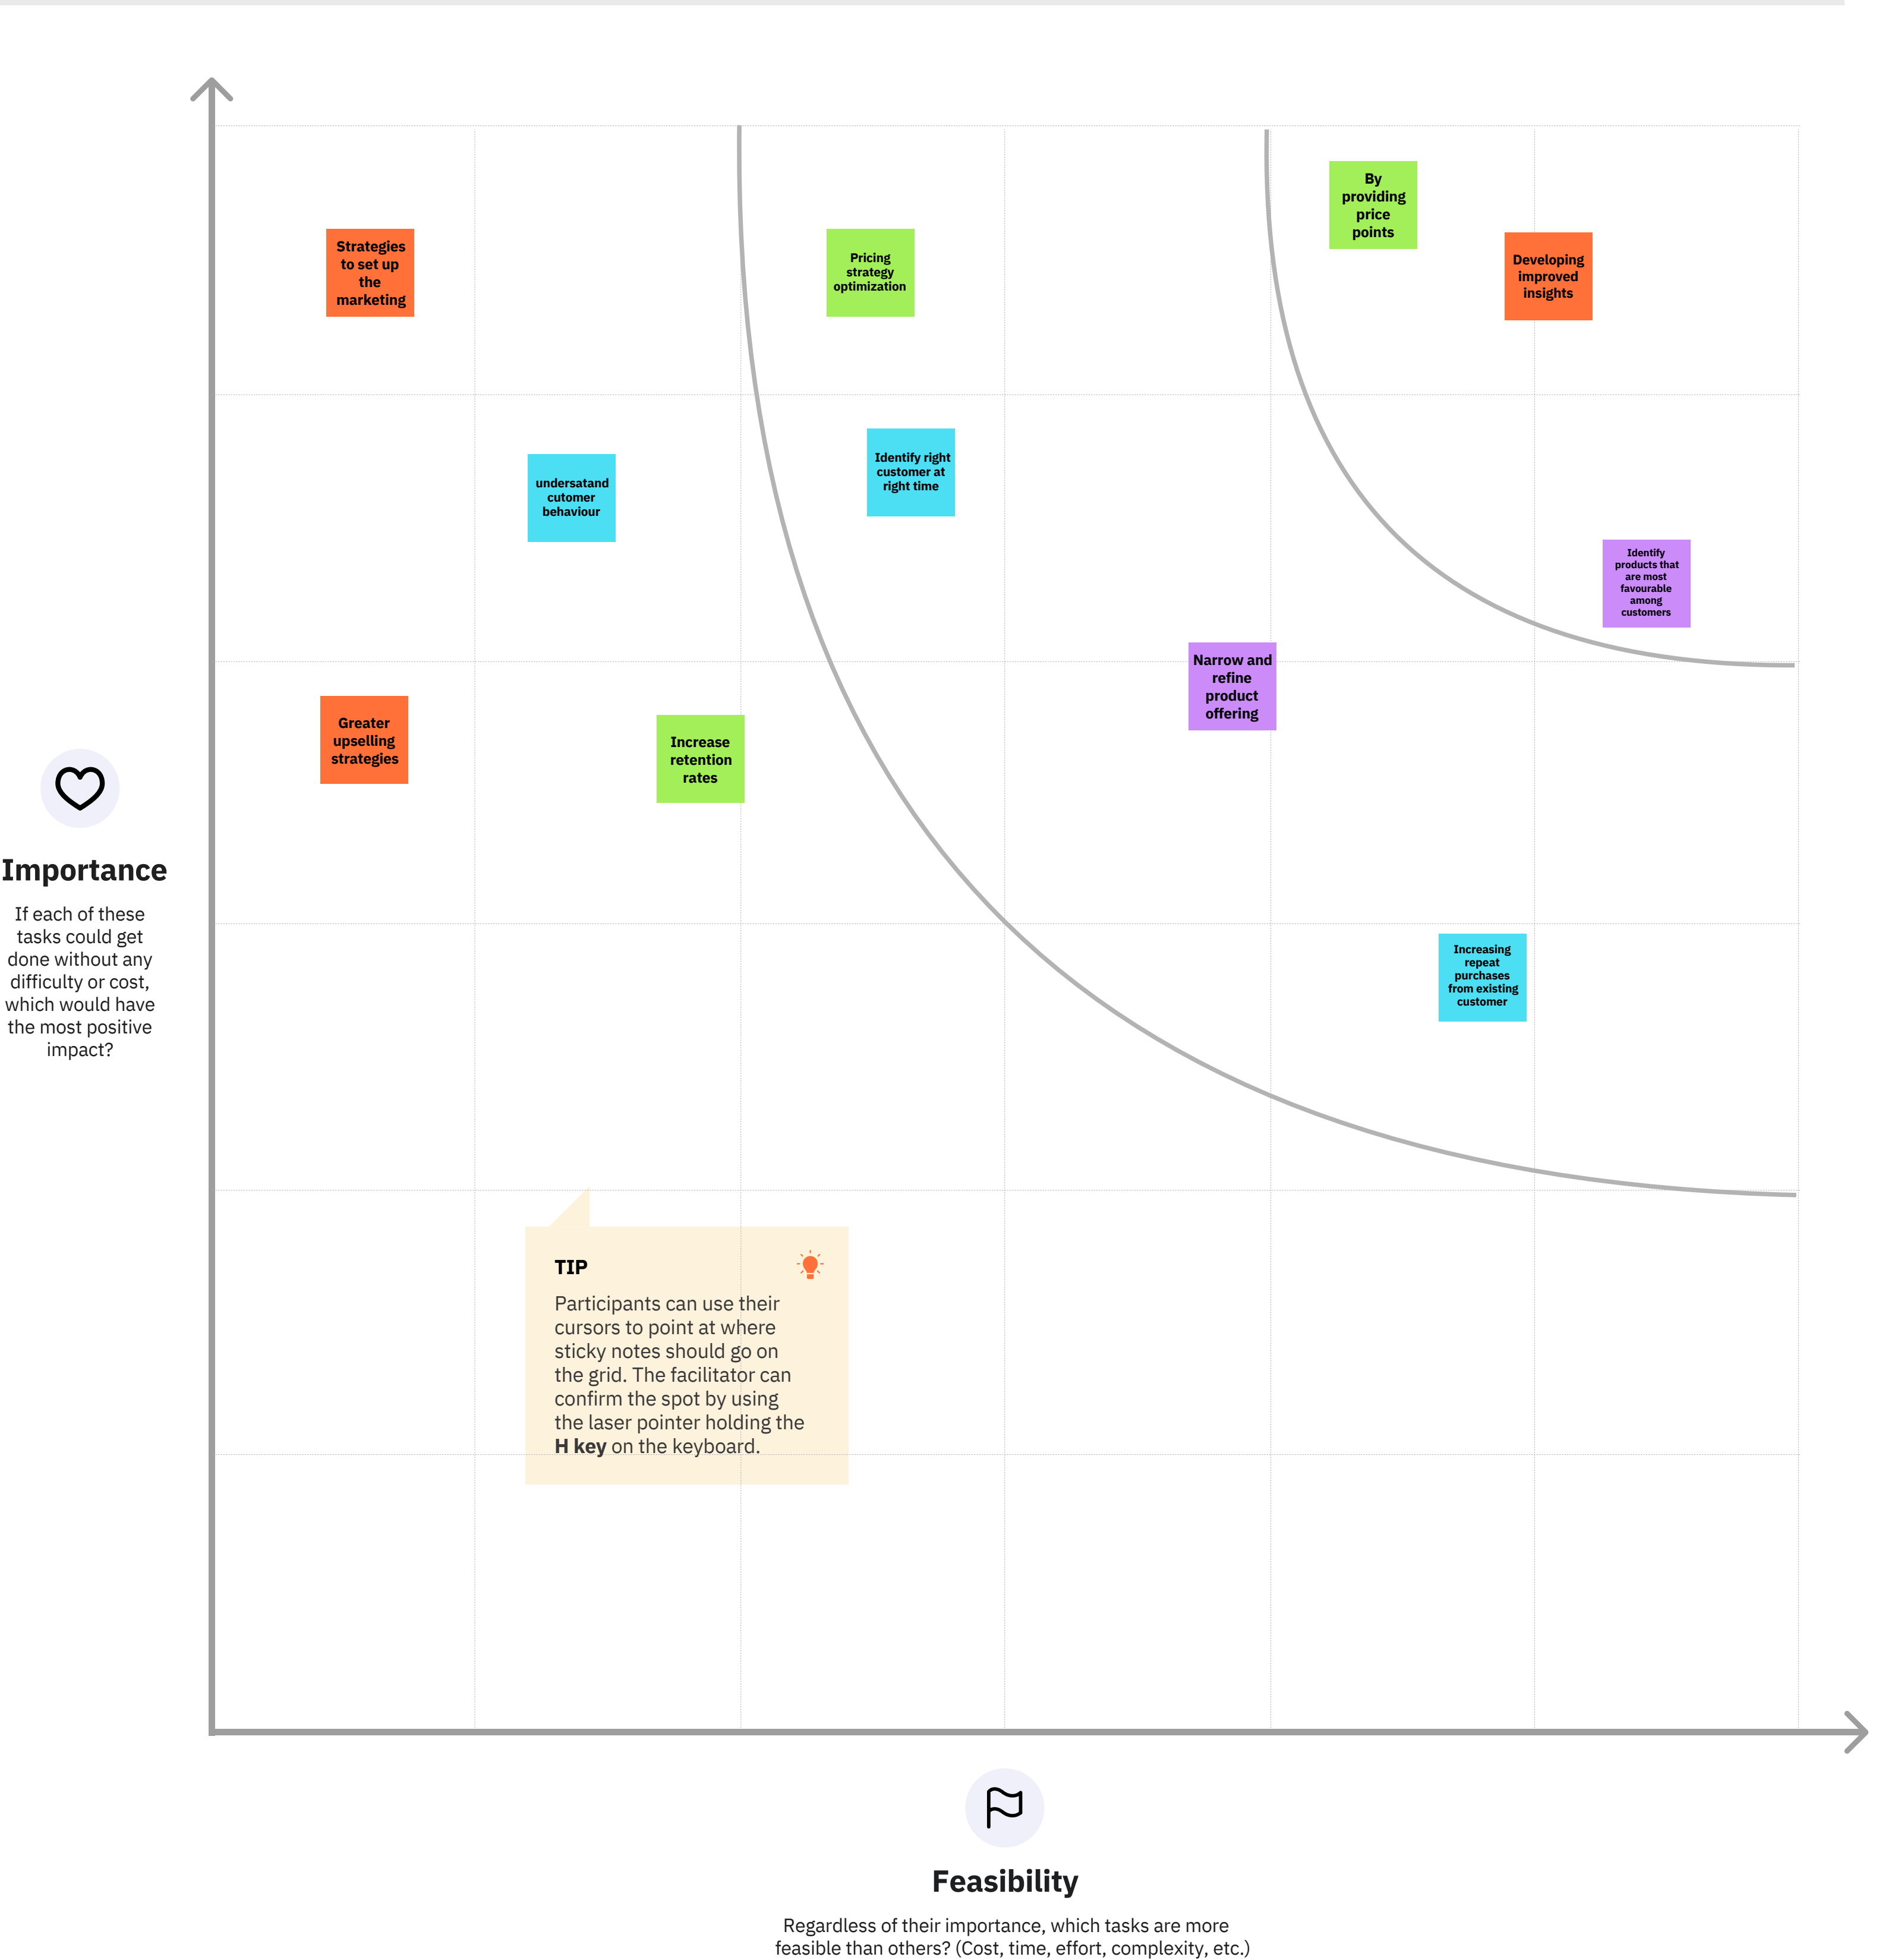 By
providing
price
points
Strategies
to set up
the
marketing
Pricing
strategy
optimization
Developing
improved
insights
undersatand
cutomer
behaviour
Identify right
customer at
right time
Identify
products that
are most
favourable
among
customers
Narrow and
refine
product
offering
Greater
upselling
strategies
Increase
retention
rates
Importance
If each of these
tasks could get
done without any
difficulty or cost,
which would have
the most positive
impact?
Increasing
repeat
purchases
from existing
customer
TIP
Participants can use their
cursors to point at where
sticky notes should go on
the grid. The facilitator can
confirm the spot by using
the laser pointer holding the
H key on the keyboard.
Feasibility
Regardless of their importance, which tasks are more
feasible than others? (Cost, time, effort, complexity, etc.)